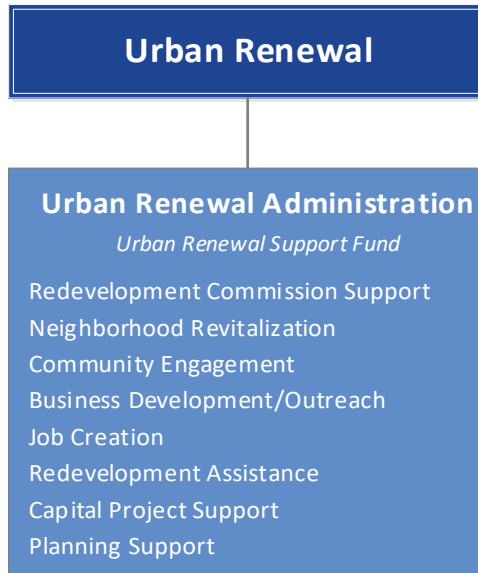 Urban Renewal
Urban Renewal Administration
Urban Renewal Support Fund
Redevelopment Commission Support
Neighborhood Revitalization
Community Engagement
Business Development/Outreach
Job Creation
Redevelopment Assistance
Capital Project Support
Planning Support